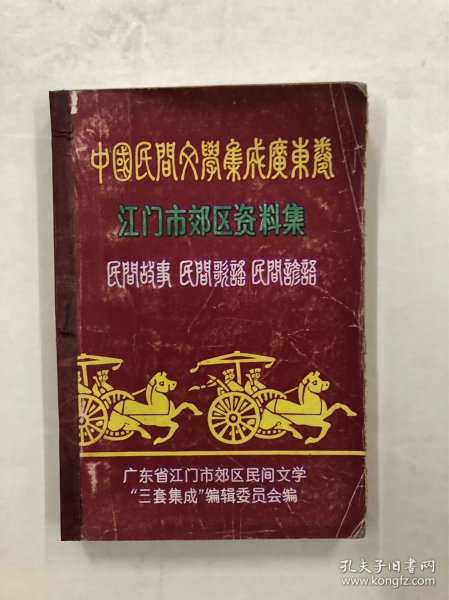 中國民間文學集成廣東卷
江门市郊区资料集
民間故事 民間歌謠 民間諺語
广东省江门市郊区民间文学
“三套集成”编辑委员会编
孔夫子旧书网
www.kongfz.com